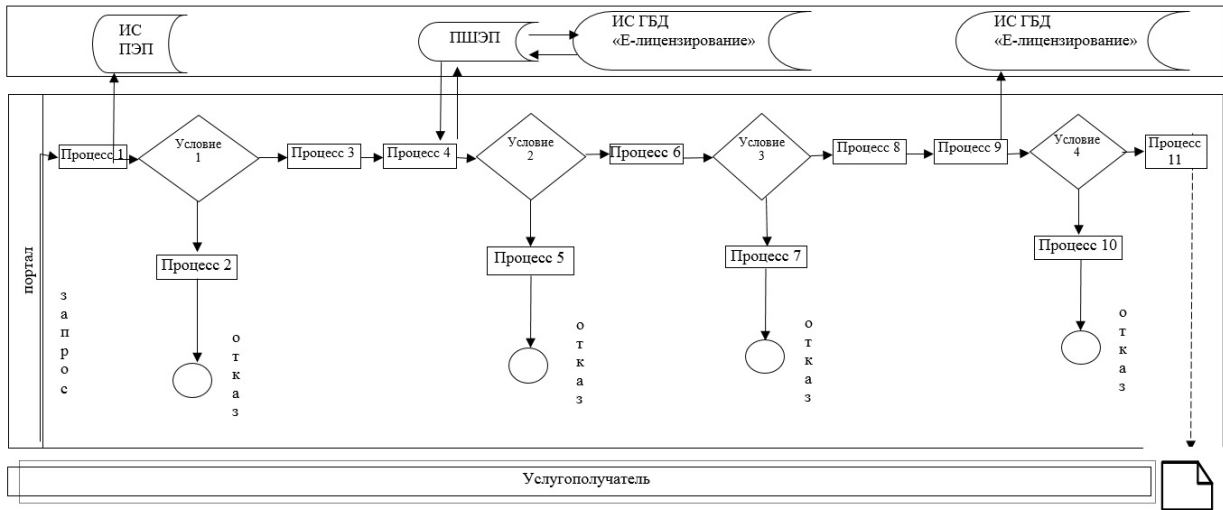 ИС
ПЭП
ПШЭП
ИС ГБД
«Е-лицензирование»
ИС ГБД
«Е-лицензирование»
портал
Процесс 1
Условие
1
Процесс 3
Процесс 4
Условие
2
Процесс 6
Условие
3
Процесс 8
Процесс 9
Условие
4
Процесс
11
Процесс 2
Процесс 5
Процесс 7
Процесс 10
запрос
отказ
отказ
отказ
отказ
Услугополучатель